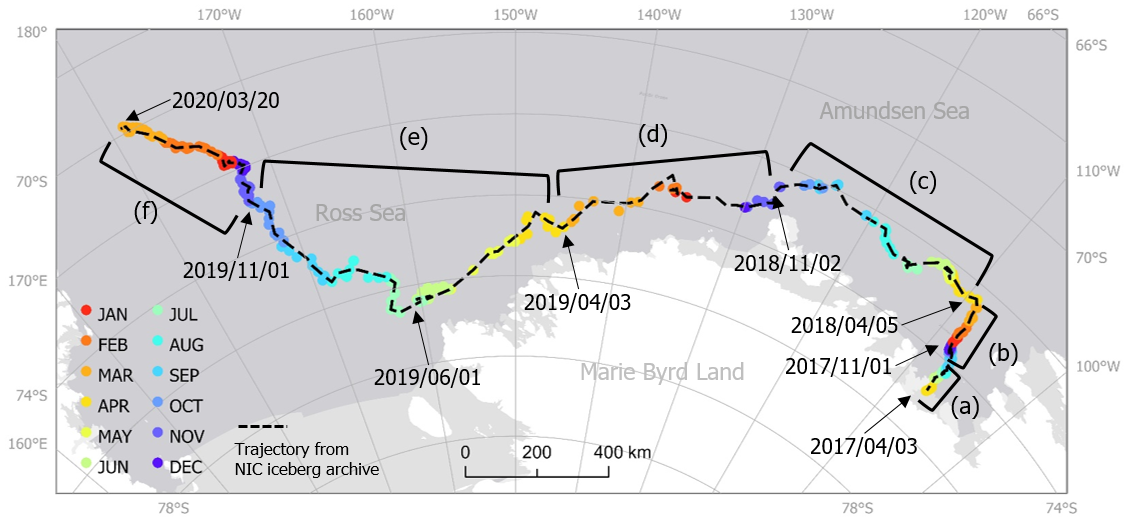 170°W 160°W 150°W 140°W 130°W 120°W 66°S
180° 66°S
2020/03/20
Amundsen Sea
(e) (d)
110°W
70°S (c)
(f) Ross Sea
2019/11/01 2018/11/02 70°S
170°E
2019/04/03
JAN JUL 2018/04/05
FEB AUG (b)
2017/11/01 100°W
MAR SEP 2019/06/01 Marie Byrd Land
74°S
APR OCT (a)
160°E MAY NOV 2017/04/03
Trajectory from
NIC iceberg archive
JUN DEC
0 200 400 km
78°S 78°S 74°S